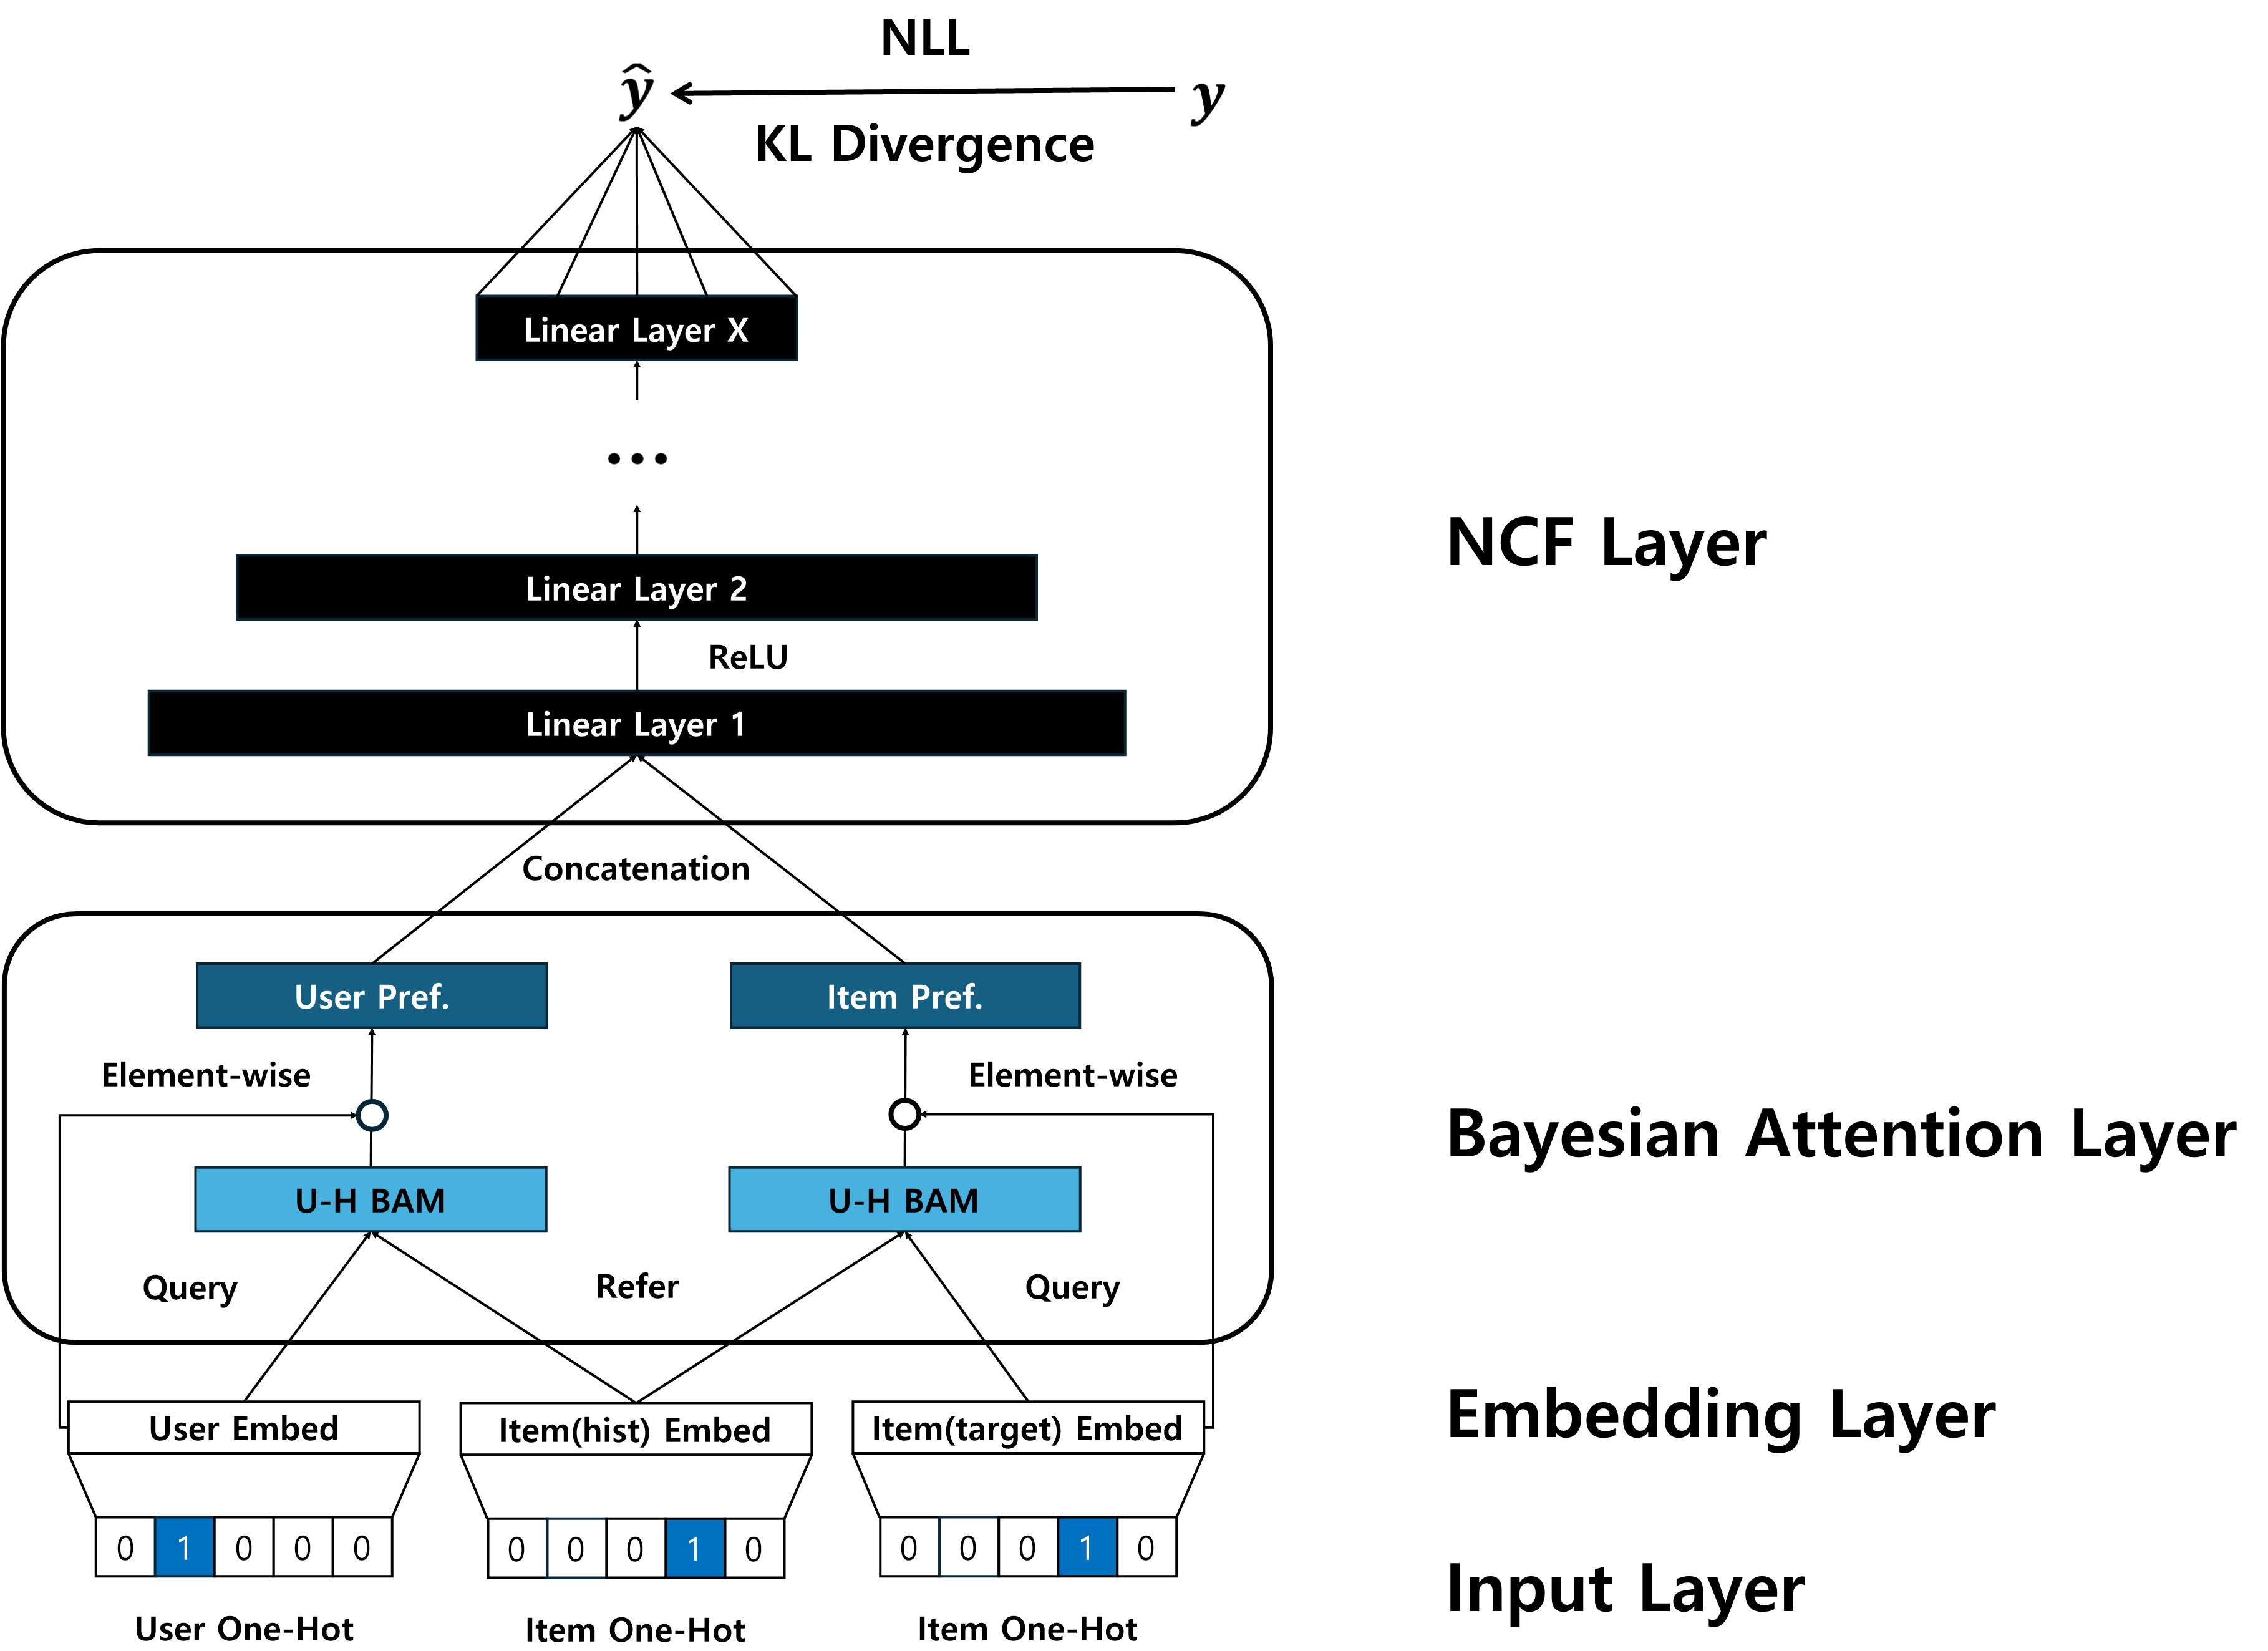 NLL
ŷ
y
KL Divergence
Linear Layer X
...
Linear Layer 2
NCF Layer
ReLU
Linear Layer 1
Concatenation
User Pref.
Item Pref.
Element-wise
Element-wise
Bayesian Attention Layer
U-H BAM
U-H BAM
Query
Refer
Query
User Embed
Item(hist) Embed
Item(target) Embed
Embedding Layer
0 1 0 0 0
0 0 0 1 0
0 0 0 1 0
Input Layer
User One-Hot
Item One-Hot
Item One-Hot